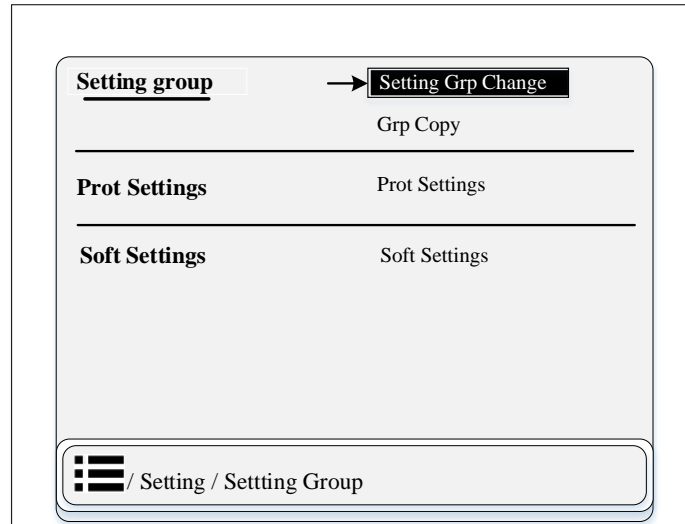 Setting group Setting Grp Change
Grp Copy
Prot Settings Prot Settings
Soft Settings Soft Settings
/ Setting / Settting Group